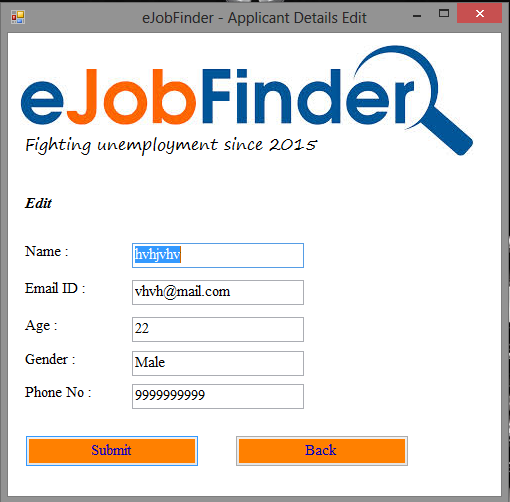 eJobFinder - Applicant Details Edit
eJobFinder
Fighting unemployment since 2015
Edit
Name : hvhjvhv
Email ID : vhvh@mail.com
Age : 22
Gender : Male
Phone No : 9999999999
Submit Back